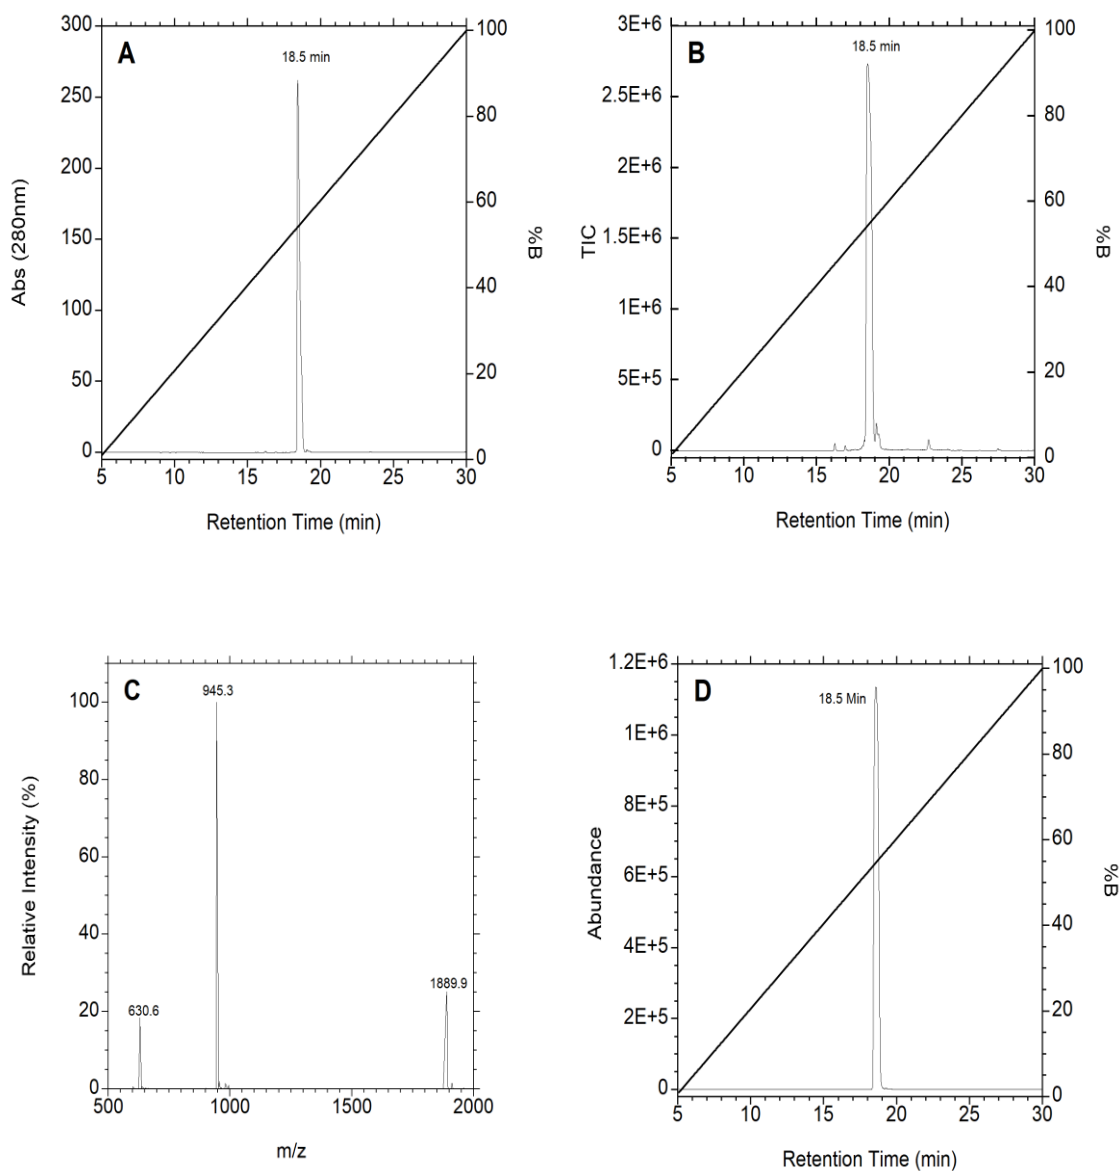 A
18.5 min
300
250
200
150
100
50
0
Abs (280nm)
100
80
60
40
20
0
%B
5
10
15
20
25
30
Retention Time (min)
B
18.5 min
3E+6
2.5E+6
2E+6
1.5E+6
1E+6
5E+5
0
TIC
100
80
60
40
20
0
%B
5
10
15
20
25
30
Retention Time (min)
C
945.3
630.6
1889.9
100
80
60
40
20
0
Relative Intensity (%)
500
1000
1500
2000
m/z
D
18.5 Min
1.2E+6
1E+6
8E+5
6E+5
4E+5
2E+5
0
Abundance
100
80
60
40
20
0
%B
5
10
15
20
25
30
Retention Time (min)